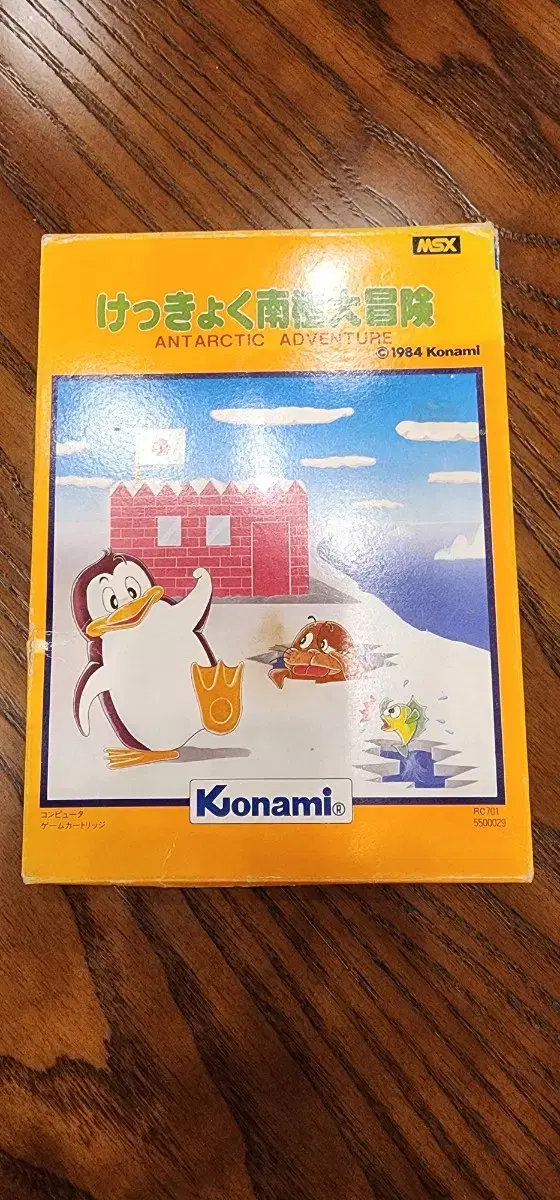 MSX
けっきょく南極大冒険
ANTARCTIC ADVENTURE
©1984 Konami
Konami®
コンピュータ
ゲームカートリッジ
RC701
5500029